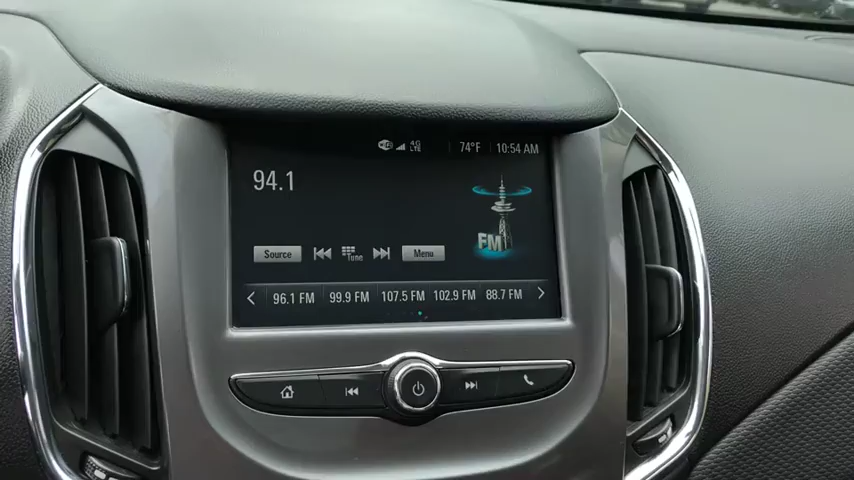 4G LTE 74°F 10:54 AM
94.1
FM
Source Tune Menu
96.1 FM 99.9 FM 107.5 FM 102.9 FM 88.7 FM